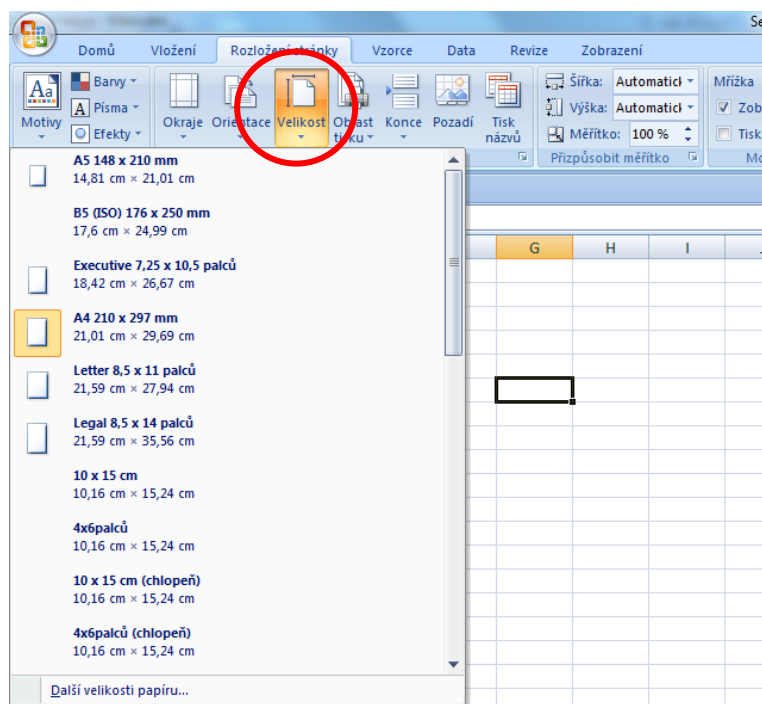 Se
Domů Vložení Rozložení stránky Vzorce Data Revize Zobrazení
Aa Barvy Šířka: Automatick Mřížka
A Písma Výška: Automatick Zob
Motivy Efekty Okraje Orientace Velikost Oblast tisku Konce Pozadí Tisk názvů Měřítko: 100 % Tisk
Přizpůsobit měřítko Mo
A5 148 x 210 mm
14,81 cm × 21,01 cm
B5 (ISO) 176 x 250 mm
17,6 cm × 24,99 cm
G H I
Executive 7,25 x 10,5 palců
18,42 cm × 26,67 cm
A4 210 x 297 mm
21,01 cm × 29,69 cm
Letter 8,5 x 11 palců
21,59 cm × 27,94 cm
Legal 8,5 x 14 palců
21,59 cm × 35,56 cm
10 x 15 cm
10,16 cm × 15,24 cm
4x6palců
10,16 cm × 15,24 cm
10 x 15 cm (chlopeň)
10,16 cm × 15,24 cm
4x6palců (chlopeň)
10,16 cm × 15,24 cm
Další velikosti papíru...